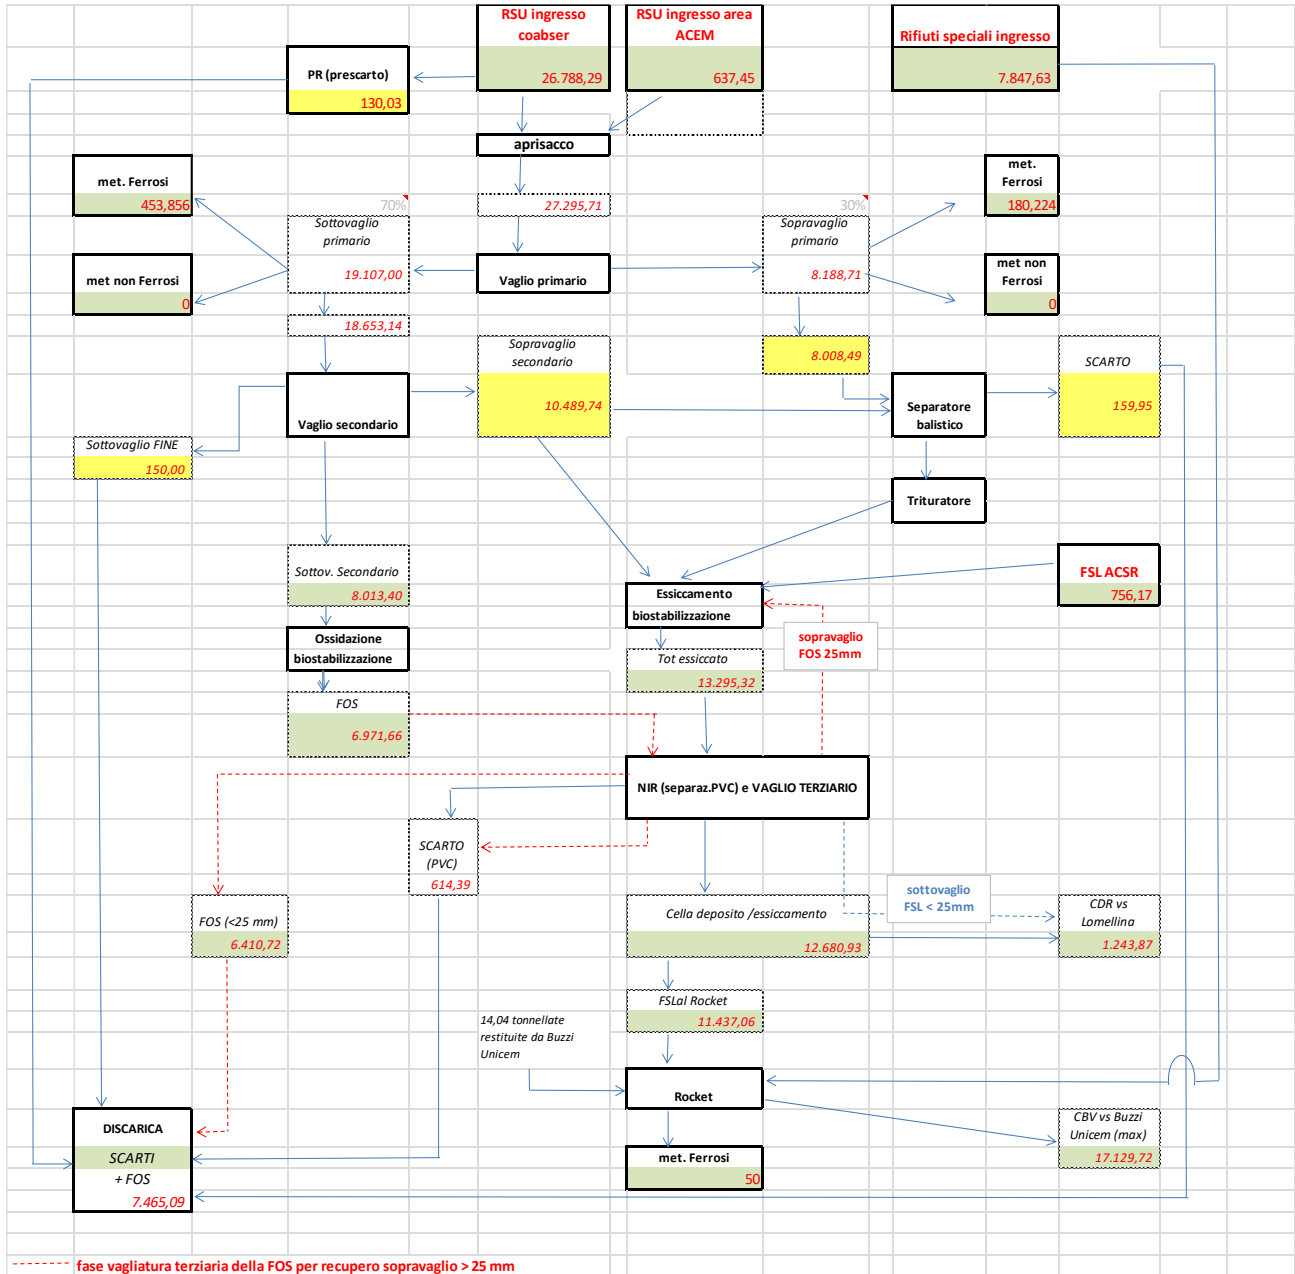 RSU ingresso
coabser
26.788,29
RSU ingresso area
ACEM
637,45
Rifiuti speciali ingresso
7.847,63
PR (prescarto)
130,03
aprisacco
met. Ferrosi
453,856
70%
27.295,71
30%
met.
Ferrosi
180,224
Sottovaglio
primario
19.107,00
Sopravaglio
primario
8.188,71
met non Ferrosi
0
Vaglio primario
met non
Ferrosi
0
18.653,14
Sopravaglio
secondario
10.489,74
8.008,49
SCARTO
159,95
Vaglio secondario
Separatore
balistico
Sottovaglio FINE
150,00
Trituratore
Sottov. Secondario
8.013,40
FSL ACSR
756,17
Essiccamento
biostabilizzazione
Ossidazione
biostabilizzazione
sopravaglio
FOS 25mm
Tot essiccato
13.295,32
FOS
6.971,66
NIR (separaz.PVC) e VAGLIO TERZIARIO
SCARTO
(PVC)
614,39
sottovaglio
FSL < 25mm
FOS (<25 mm)
6.410,72
Cella deposito /essiccamento
12.680,93
CDR vs
Lomellina
1.243,87
FSLal Rocket
11.437,06
14,04 tonnellate
restituite da Buzzi
Unicem
Rocket
DISCARICA
SCARTI
+ FOS
7.465,09
CBV vs Buzzi
Unicem (max)
17.129,72
met. Ferrosi
50
fase vagliatura terziaria della FOS per recupero sopravaglio > 25 mm